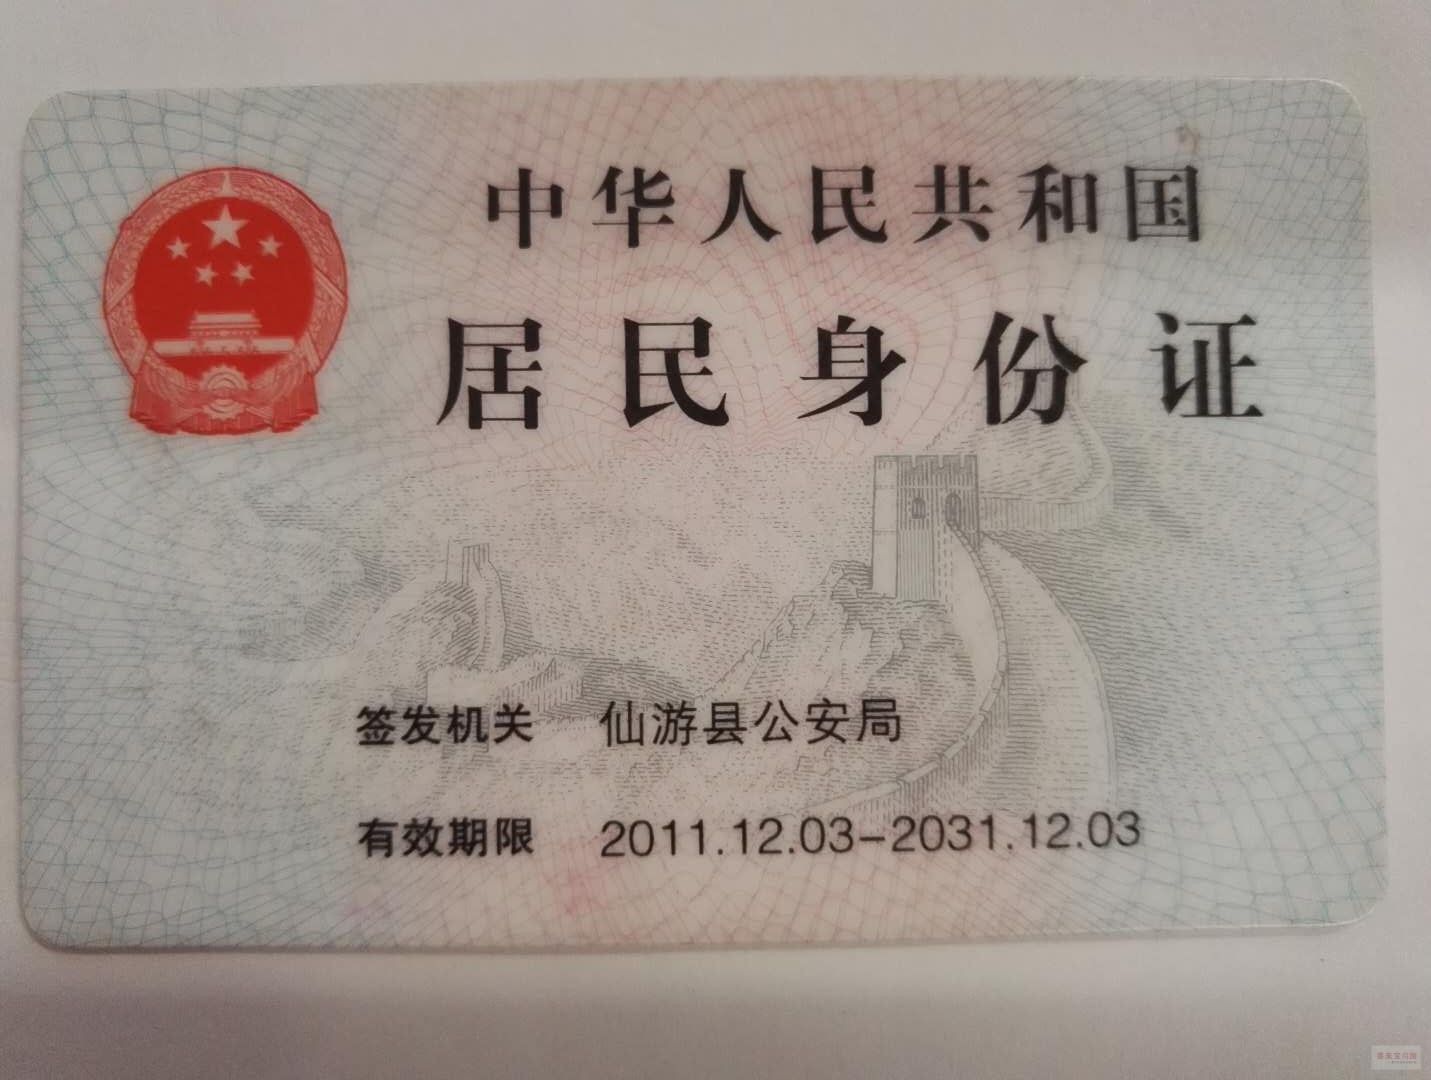 中华人民共和国
居民身份证
签发机关 仙游县公安局
有效期限 2011.12.03-2031.12.03